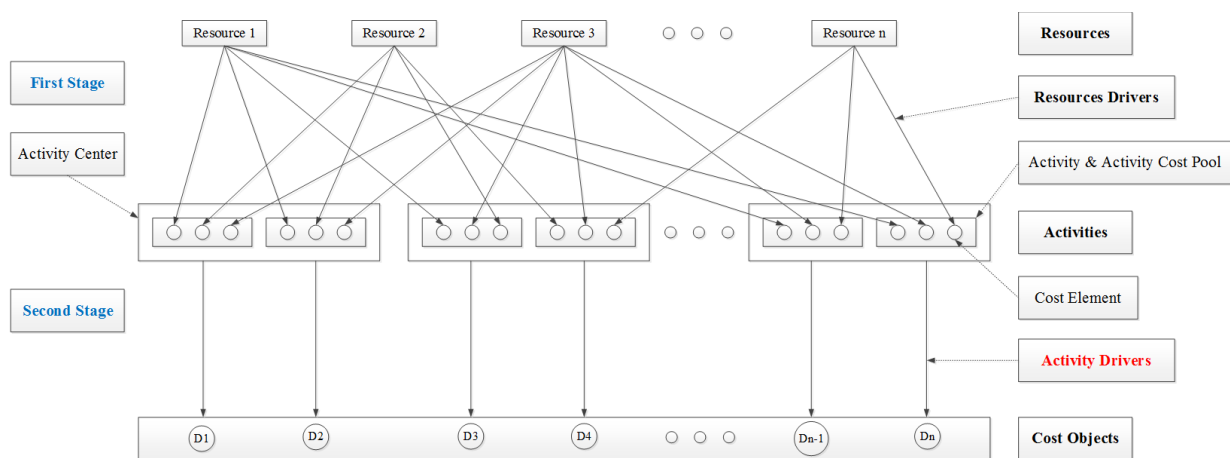 Resource 1
Resource 2
Resource 3
Resource n
Resources
First Stage
Resources Drivers
Activity Center
Activity & Activity Cost Pool
Activities
Cost Element
Second Stage
Activity Drivers
D1
D2
D3
D4
Dn-1
Dn
Cost Objects